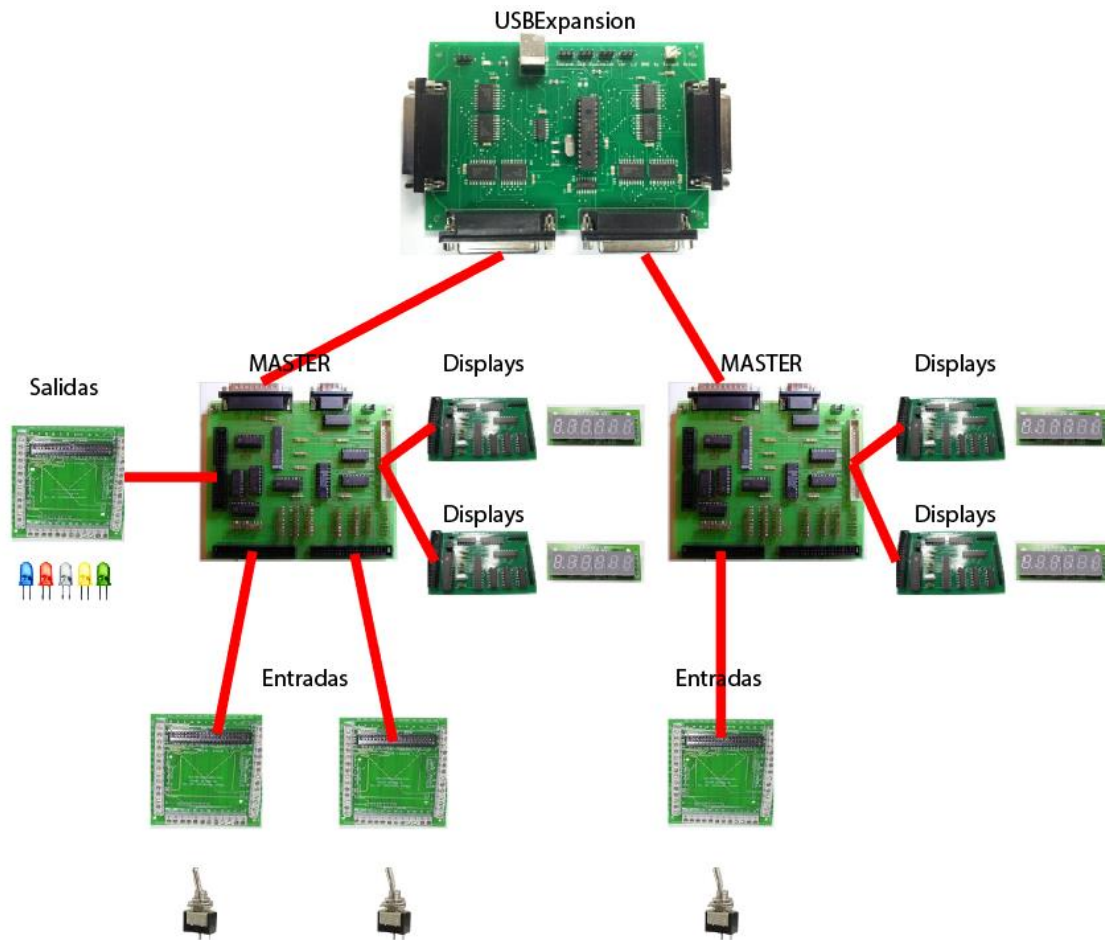 USBExpansion
MASTER
Displays
MASTER
Displays
Salidas
Displays
Displays
Entradas
Entradas